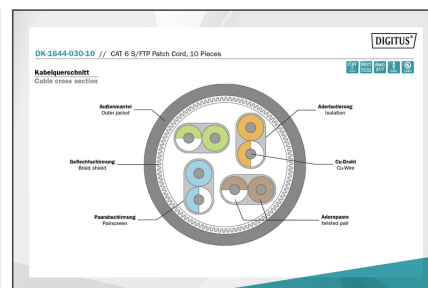 DIGITUS®
DK-1644-030-10 // CAT 6 S/FTP Patch Cord, 10 Pieces
Kabelquerschnitt
Cable cross section
Außenmantel
Outer jacket
Aderisolierung
Insulation
Geflechtschirmung
Braid shield
Cu-Draht
Cu-Wire
Paarabschirmung
Pairscreen
Adernpaare
twisted pair